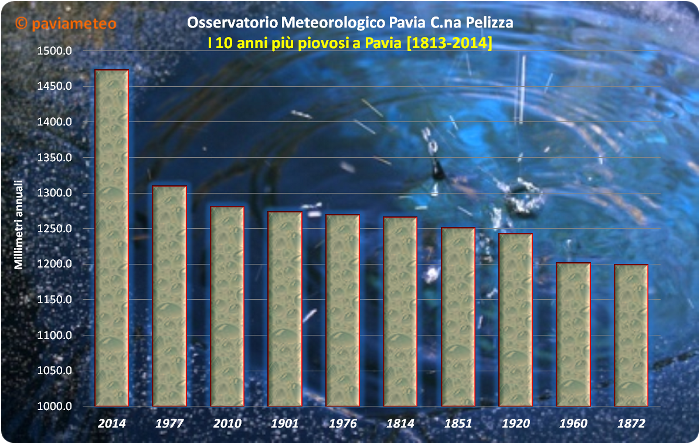 © paviameteo
Osservatorio Meteorologico Pavia C.na Pelizza
I 10 anni più piovosi a Pavia [1813-2014]
Millimetri annuali
1500.0
1450.0
1400.0
1350.0
1300.0
1250.0
1200.0
1150.0
1100.0
1050.0
1000.0
2014 1977 2010 1901 1976 1814 1851 1920 1960 1872